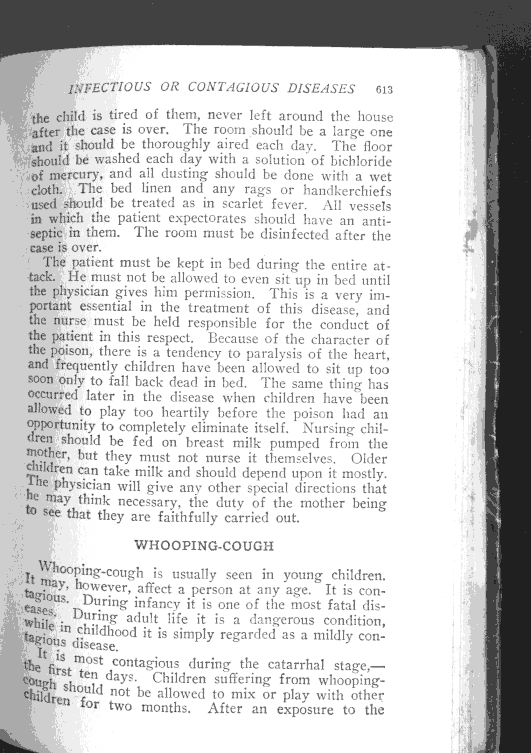 INFECTIOUS OR CONTAGIOUS DISEASES 613
the child is tired of them, never left around the house
after the case is over. The room should be a large one
and it should be thoroughly aired each day. The floor
should be washed each day with a solution of bichloride
of mercury, and all dusting should be done with a wet
cloth. The bed linen and any rags or handkerchiefs
used should be treated as in scarlet fever. All vessels
in which the patient expectorates should have an anti-
septic in them. The room must be disinfected after the
case is over.
The patient must be kept in bed during the entire at-
tack. He must not be allowed to even sit up in bed until
the physician gives him permission. This is a very im-
portant essential in the treatment of this disease, and
the nurse must be held responsible for the conduct of
the patient in this respect. Because of the character of
the poison, there is a tendency to paralysis of the heart,
and frequently children have been allowed to sit up too
soon only to fall back dead in bed. The same thing has
occurred later in the disease when children have been
allowed to play too heartily before the poison had an
opportunity to completely eliminate itself. Nursing chil-
dren should be fed on breast milk pumped from the
mother, but they must not nurse it themselves. Older
children can take milk and should depend upon it mostly.
The physician will give any other special directions that
he may think necessary, the duty of the mother being
to see that they are faithfully carried out.
WHOOPING-COUGH
Whooping-cough is usually seen in young children.
It may, however, affect a person at any age. It is con-
tagious. During infancy it is one of the most fatal dis-
eases. During adult life it is a dangerous condition,
while in childhood it is simply regarded as a mildly con-
tagious disease.
It is most contagious during the catarrhal stage,—
the first ten days. Children suffering from whooping-
cough should not be allowed to mix or play with other
children for two months. After an exposure to the